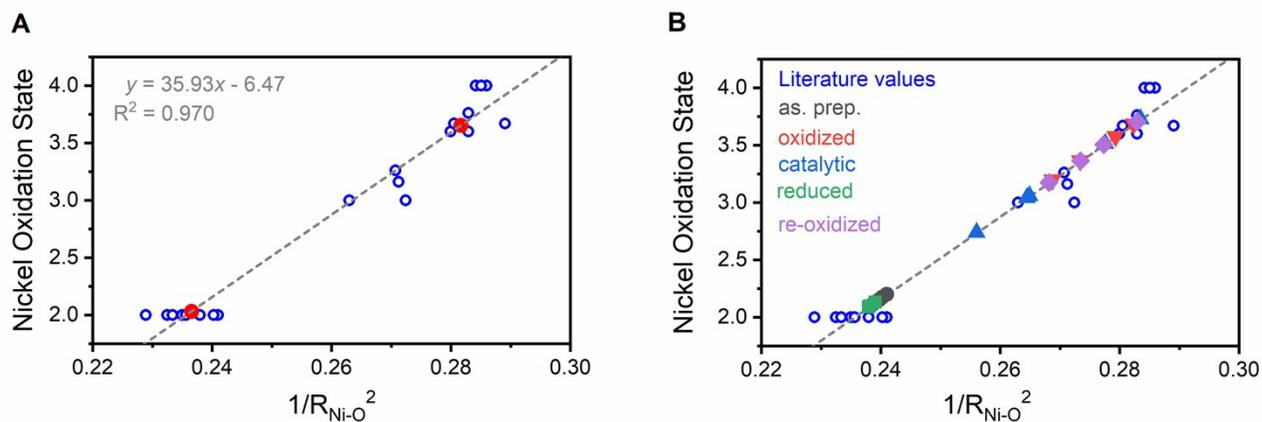 A
y = 35.93x - 6.47
R² = 0.970
Nickel Oxidation State
4.0
3.5
3.0
2.5
2.0
0.22 0.24 0.26 0.28 0.30
1/R_Ni-O²
B
Literature values
as. prep.
oxidized
catalytic
reduced
re-oxidized
Nickel Oxidation State
4.0
3.5
3.0
2.5
2.0
0.22 0.24 0.26 0.28 0.30
1/R_Ni-O²